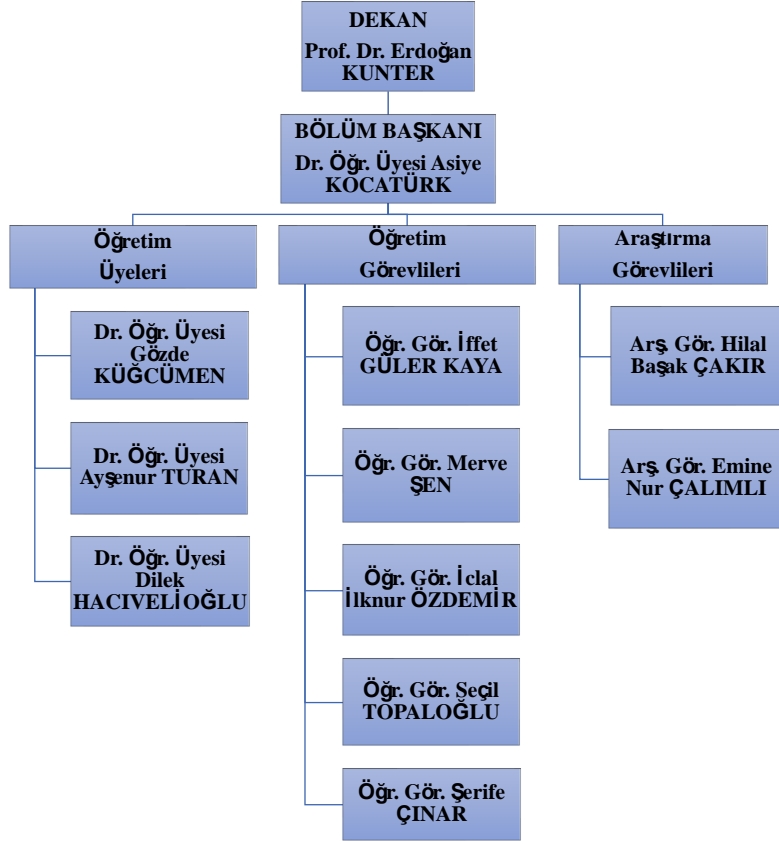 DEKAN
Prof. Dr. Erdoğan
KUNTER
BÖLÜM BAŞKANI
Dr. Öğr. Üyesi Asiye
KOCATÜRK
Öğretim
Üyeleri
Dr. Öğr. Üyesi
Gözde
KÜĞCÜMEN
Dr. Öğr. Üyesi
Ayşenur TURAN
Dr. Öğr. Üyesi
Dilek
HACIVELİOĞLU
Öğretim
Görevlileri
Öğr. Gör. İffet
GÜLER KAYA
Öğr. Gör. Merve
ŞEN
Öğr. Gör. İclal
İlknur ÖZDEMİR
Öğr. Gör. Seçil
TOPALOĞLU
Öğr. Gör. Şerife
ÇINAR
Araştırma
Görevlileri
Arş. Gör. Hilal
Başak ÇAKIR
Arş. Gör. Emine
Nur ÇALIMLI